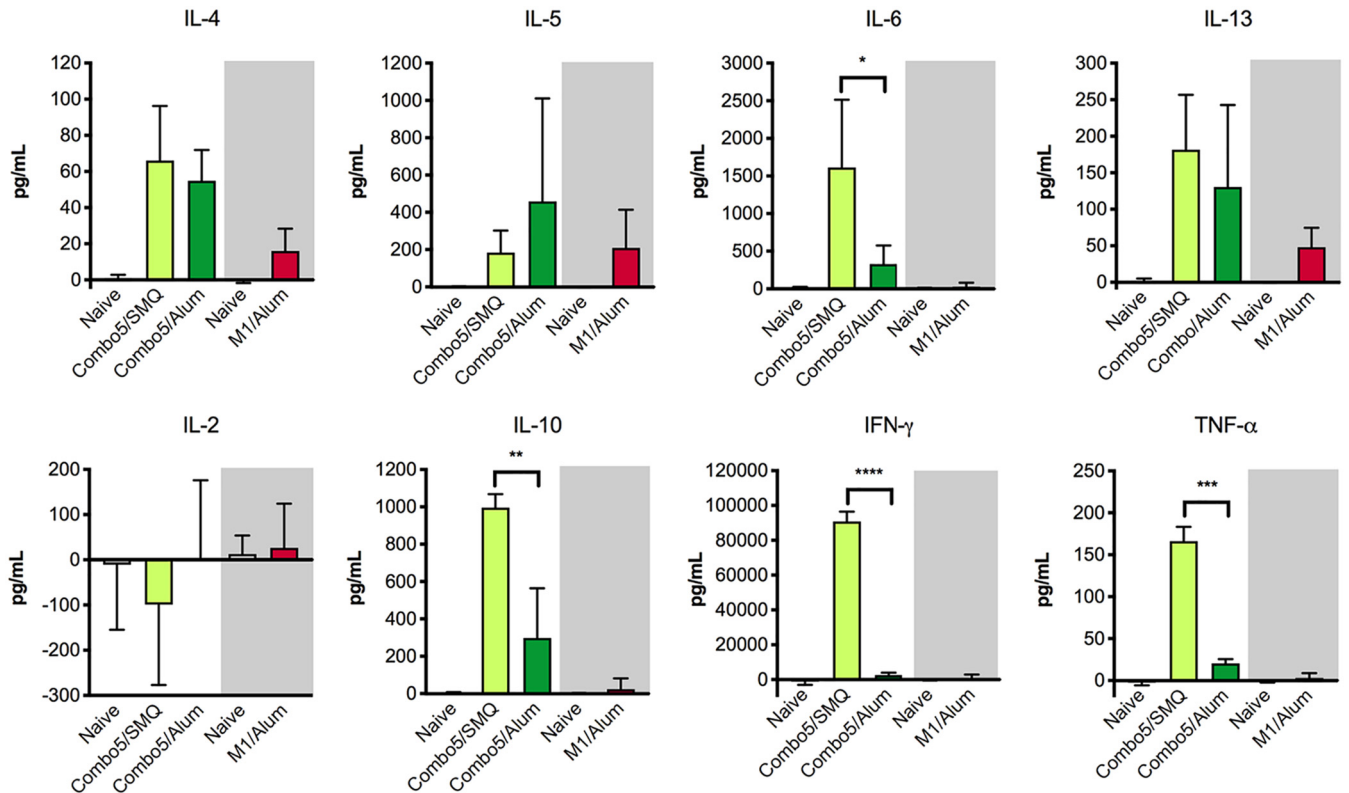 IL-4
IL-5
IL-6
IL-13
pg/mL
120
100
80
60
40
20
0
Naive
Combo5/SMQ
Combo5/Alum
Naive
M1/Alum
pg/mL
1200
1000
800
600
400
200
0
Naive
Combo5/SMQ
Combo5/Alum
Naive
M1/Alum
pg/mL
3000
2500
2000
1500
1000
500
0
*
Naive
Combo5/SMQ
Combo5/Alum
Naive
M1/Alum
pg/mL
300
250
200
150
100
50
0
Naive
Combo5/SMQ
Combo/Alum
Naive
M1/Alum
IL-2
IL-10
IFN-γ
TNF-α
pg/mL
200
100
0
-100
-200
-300
Naive
Combo5/SMQ
Combo5/Alum
Naive
M1/Alum
pg/mL
1200
1000
800
600
400
200
0
**
Naive
Combo5/SMQ
Combo5/Alum
Naive
M1/Alum
pg/mL
120000
100000
80000
60000
40000
20000
0
****
Naive
Combo5/SMQ
Combo5/Alum
Naive
M1/Alum
pg/mL
250
200
150
100
50
0
***
Naive
Combo5/SMQ
Combo5/Alum
Naive
M1/Alum